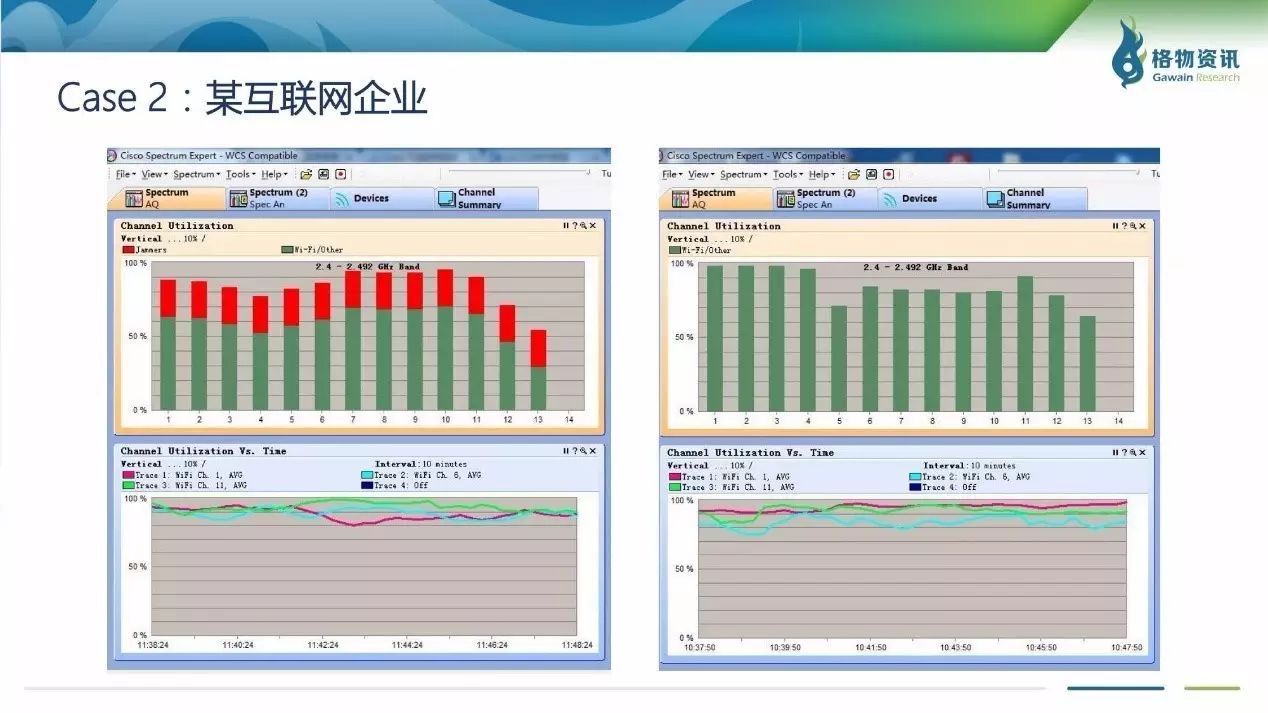 格物资讯
Gawain Research
Case 2：某互联网企业
Cisco Spectrum Expert - WCS Compatible
File View Spectrum Tools Help
Tu
Spectrum
AQ
Spectrum (2)
Spec An
Devices
Channel
Summary
Channel Utilization
Vertical ...10% /
Jammers
Wi-Fi/Other
2.4 - 2.492 GHz Band
100 %
50 %
0 %
1 2 3 4 5 6 7 8 9 10 11 12 13 14
Channel Utilization Vs. Time
Vertical ...10% /
Interval:10 minutes
Trace 1: WiFi Ch. 1, AVG
Trace 2: WiFi Ch. 6, AVG
Trace 3: WiFi Ch. 11, AVG
Trace 4: Off
100 %
50 %
0 %
11:38:24 11:40:24 11:42:24 11:44:24 11:46:24 11:48:24
Cisco Spectrum Expert - WCS Compatible
File View Spectrum Tools Help
Tu
Spectrum
AQ
Spectrum (2)
Spec An
Devices
Channel
Summary
Channel Utilization
Vertical ...10% /
Wi-Fi/Other
2.4 - 2.492 GHz Band
100 %
50 %
0 %
1 2 3 4 5 6 7 8 9 10 11 12 13 14
Channel Utilization Vs. Time
Vertical ...10% /
Interval:10 minutes
Trace 1: WiFi Ch. 1, AVG
Trace 2: WiFi Ch. 6, AVG
Trace 3: WiFi Ch. 11, AVG
Trace 4: Off
100 %
50 %
0 %
10:37:50 10:39:50 10:41:50 10:43:50 10:45:50 10:47:50